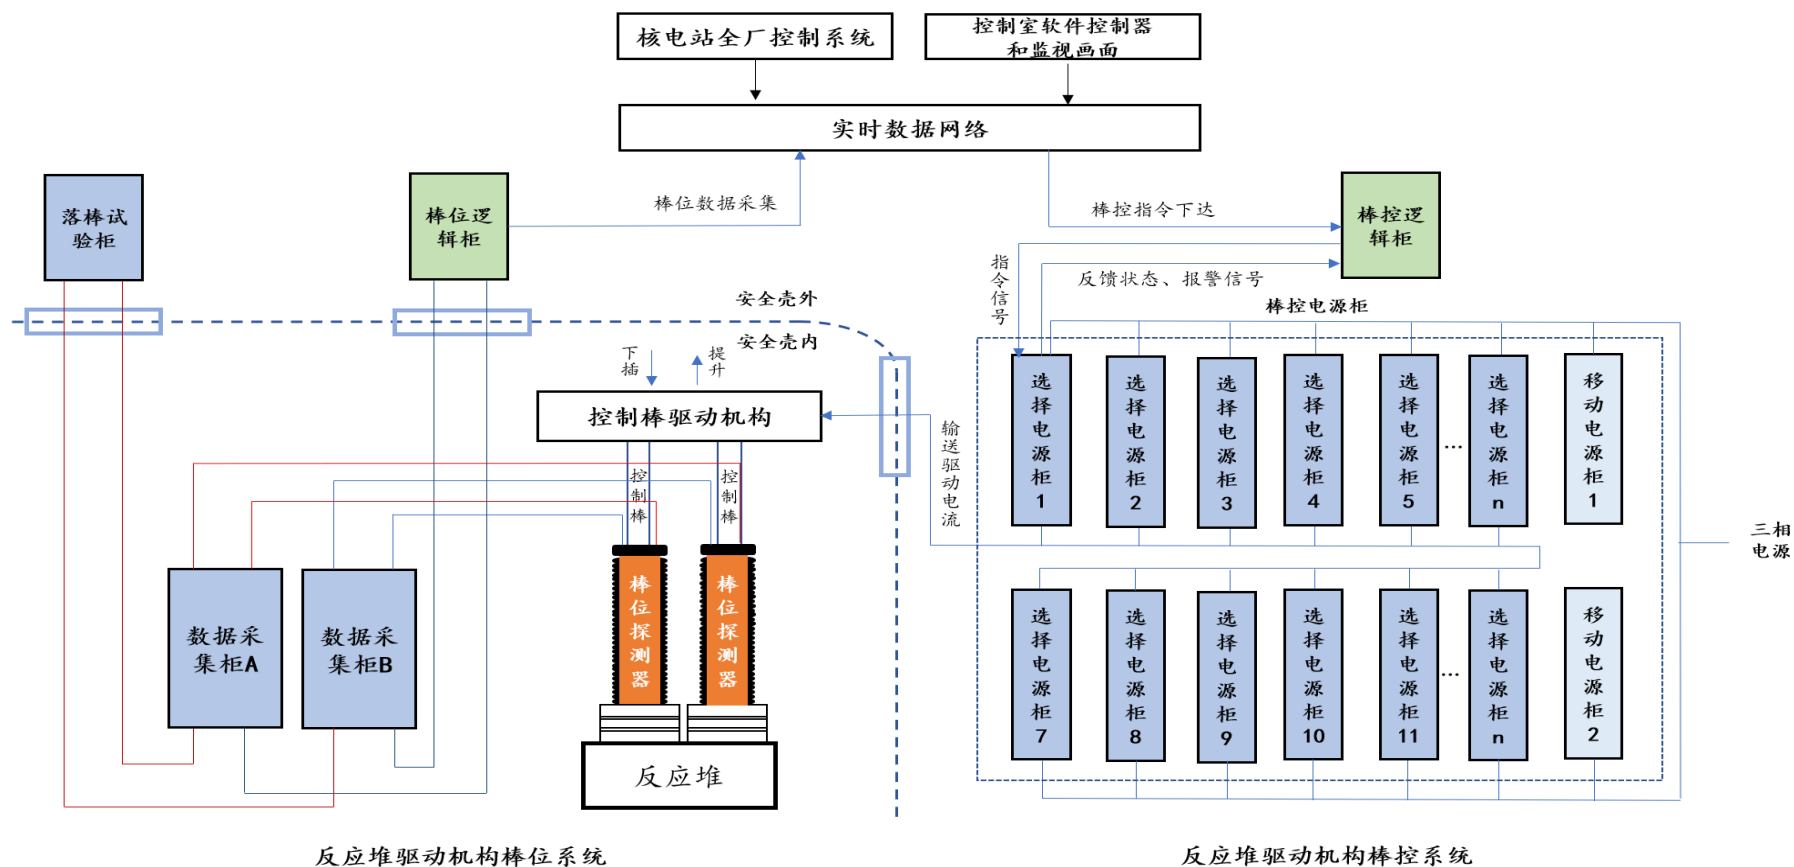 核电站全厂控制系统
控制室软件控制器
和监视画面
实时数据网络
落棒试
验柜
棒位逻
辑柜
棒位数据采集
棒控指令下达
棒控逻
辑柜
指令信号
反馈状态、报警信号
棒控电源柜
安全壳外
安全壳内
下插
提升
控制棒驱动机构
输送驱动电流
控制棒
控制棒
选择电源柜1
选择电源柜2
选择电源柜3
选择电源柜4
选择电源柜5
...
选择电源柜n
移动电源柜1
三相
电源
数据采
集柜A
数据采
集柜B
棒位探测器
棒位探测器
反应堆
选择电源柜7
选择电源柜8
选择电源柜9
选择电源柜10
选择电源柜11
...
选择电源柜n
移动电源柜2
反应堆驱动机构棒位系统
反应堆驱动机构棒控系统